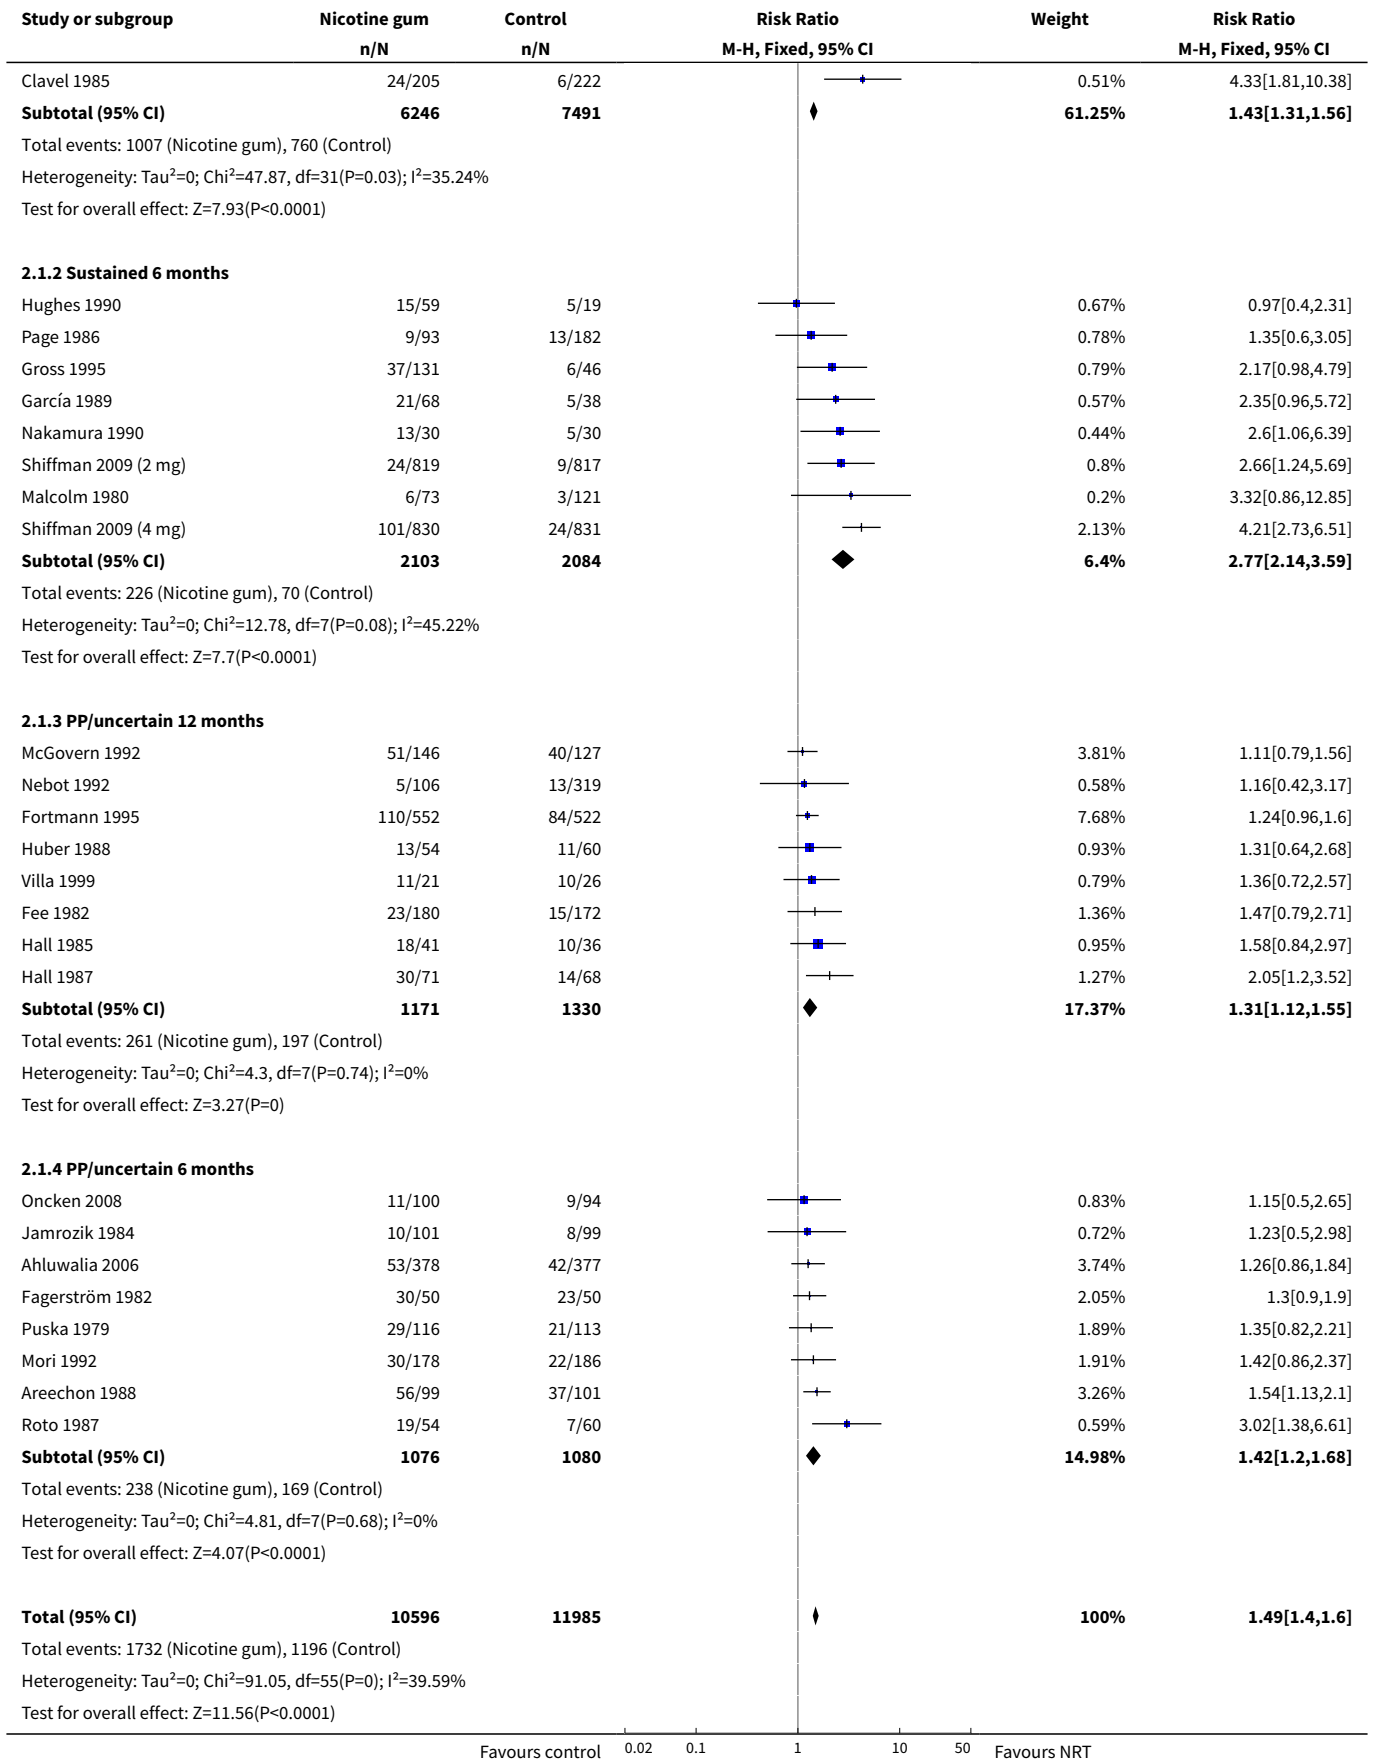 Study or subgroup Nicotine gum Control Risk Ratio Weight Risk Ratio
n/N n/N M-H, Fixed, 95% CI M-H, Fixed, 95% CI
Clavel 1985 24/205 6/222 0.51% 4.33[1.81,10.38]
Subtotal (95% CI) 6246 7491 61.25% 1.43[1.31,1.56]
Total events: 1007 (Nicotine gum), 760 (Control)
Heterogeneity: Tau²=0; Chi²=47.87, df=31(P=0.03); I²=35.24%
Test for overall effect: Z=7.93(P<0.0001)
2.1.2 Sustained 6 months
Hughes 1990 15/59 5/19 0.67% 0.97[0.4,2.31]
Page 1986 9/93 13/182 0.78% 1.35[0.6,3.05]
Gross 1995 37/131 6/46 0.79% 2.17[0.98,4.79]
García 1989 21/68 5/38 0.57% 2.35[0.96,5.72]
Nakamura 1990 13/30 5/30 0.44% 2.6[1.06,6.39]
Shiffman 2009 (2 mg) 24/819 9/817 0.8% 2.66[1.24,5.69]
Malcolm 1980 6/73 3/121 0.2% 3.32[0.86,12.85]
Shiffman 2009 (4 mg) 101/830 24/831 2.13% 4.21[2.73,6.51]
Subtotal (95% CI) 2103 2084 6.4% 2.77[2.14,3.59]
Total events: 226 (Nicotine gum), 70 (Control)
Heterogeneity: Tau²=0; Chi²=12.78, df=7(P=0.08); I²=45.22%
Test for overall effect: Z=7.7(P<0.0001)
2.1.3 PP/uncertain 12 months
McGovern 1992 51/146 40/127 3.81% 1.11[0.79,1.56]
Nebot 1992 5/106 13/319 0.58% 1.16[0.42,3.17]
Fortmann 1995 110/552 84/522 7.68% 1.24[0.96,1.6]
Huber 1988 13/54 11/60 0.93% 1.31[0.64,2.68]
Villa 1999 11/21 10/26 0.79% 1.36[0.72,2.57]
Fee 1982 23/180 15/172 1.36% 1.47[0.79,2.71]
Hall 1985 18/41 10/36 0.95% 1.58[0.84,2.97]
Hall 1987 30/71 14/68 1.27% 2.05[1.2,3.52]
Subtotal (95% CI) 1171 1330 17.37% 1.31[1.12,1.55]
Total events: 261 (Nicotine gum), 197 (Control)
Heterogeneity: Tau²=0; Chi²=4.3, df=7(P=0.74); I²=0%
Test for overall effect: Z=3.27(P=0)
2.1.4 PP/uncertain 6 months
Oncken 2008 11/100 9/94 0.83% 1.15[0.5,2.65]
Jamrozik 1984 10/101 8/99 0.72% 1.23[0.5,2.98]
Ahluwalia 2006 53/378 42/377 3.74% 1.26[0.86,1.84]
Fagerström 1982 30/50 23/50 2.05% 1.3[0.9,1.9]
Puska 1979 29/116 21/113 1.89% 1.35[0.82,2.21]
Mori 1992 30/178 22/186 1.91% 1.42[0.86,2.37]
Areechon 1988 56/99 37/101 3.26% 1.54[1.13,2.1]
Roto 1987 19/54 7/60 0.59% 3.02[1.38,6.61]
Subtotal (95% CI) 1076 1080 14.98% 1.42[1.2,1.68]
Total events: 238 (Nicotine gum), 169 (Control)
Heterogeneity: Tau²=0; Chi²=4.81, df=7(P=0.68); I²=0%
Test for overall effect: Z=4.07(P<0.0001)
Total (95% CI) 10596 11985 100% 1.49[1.4,1.6]
Total events: 1732 (Nicotine gum), 1196 (Control)
Heterogeneity: Tau²=0; Chi²=91.05, df=55(P=0); I²=39.59%
Test for overall effect: Z=11.56(P<0.0001)
Favours control 0.02 0.1 1 10 50 Favours NRT